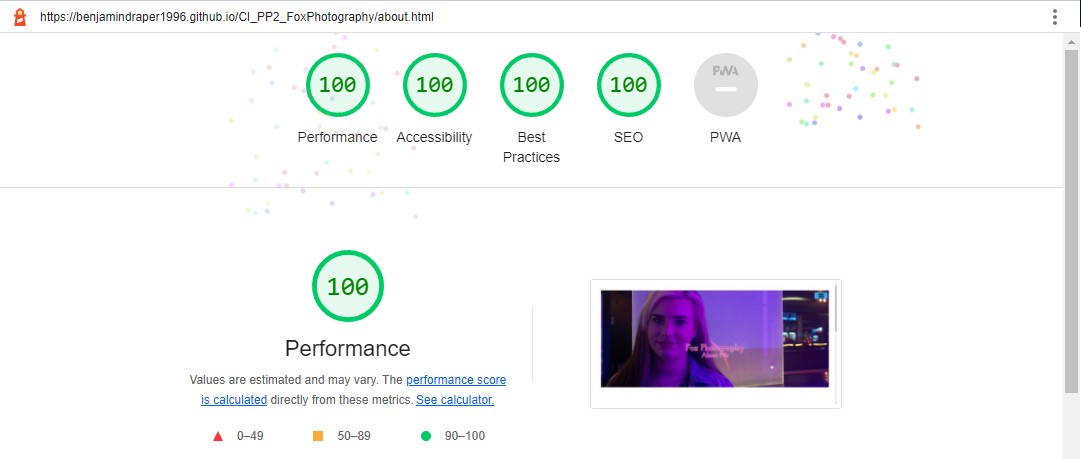 https://benjamindraper1996.github.io/CI_PP2_FoxPhotography/about.html
100 100 100 100 PWA
Performance Accessibility Best Practices SEO PWA
100
Performance
Values are estimated and may vary. The performance score
is calculated directly from these metrics. See calculator.
0–49 50–89 90–100
Fox Photography
About Me